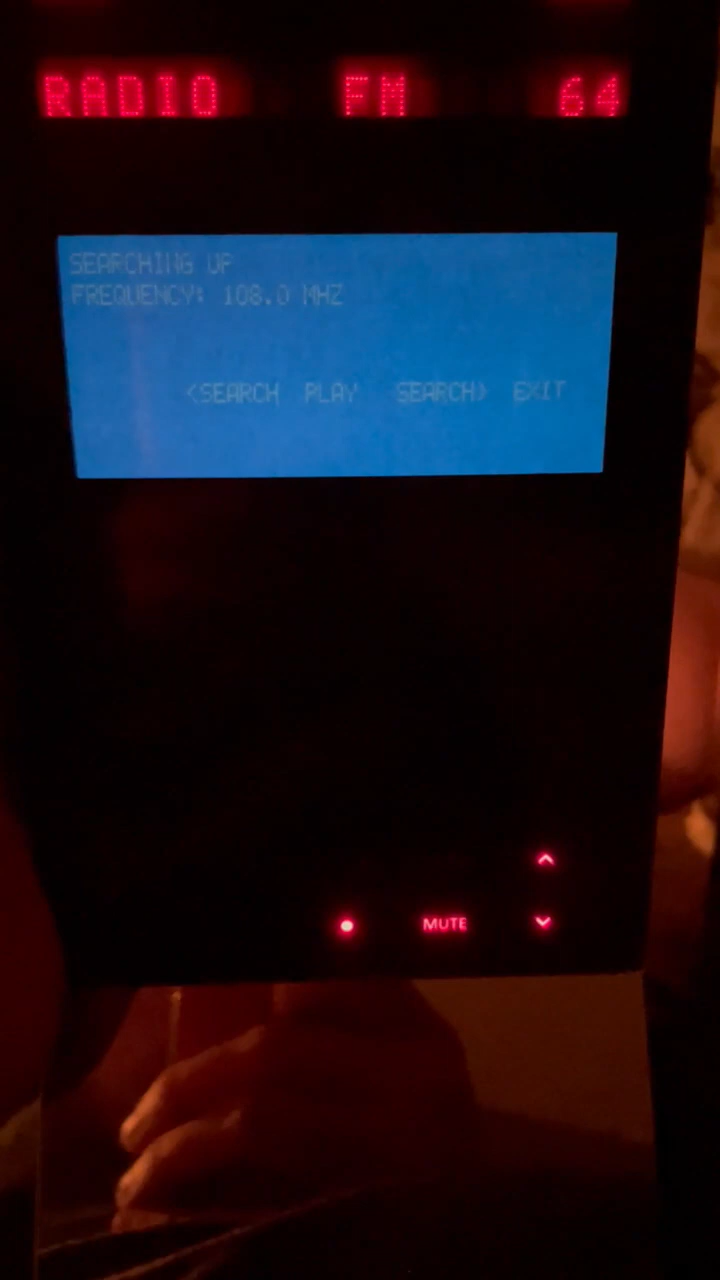 RADIO FM 64
SEARCHING UP
FREQUENCY: 108.0 MHZ
<SEARCH PLAY SEARCH> EXIT
MUTE